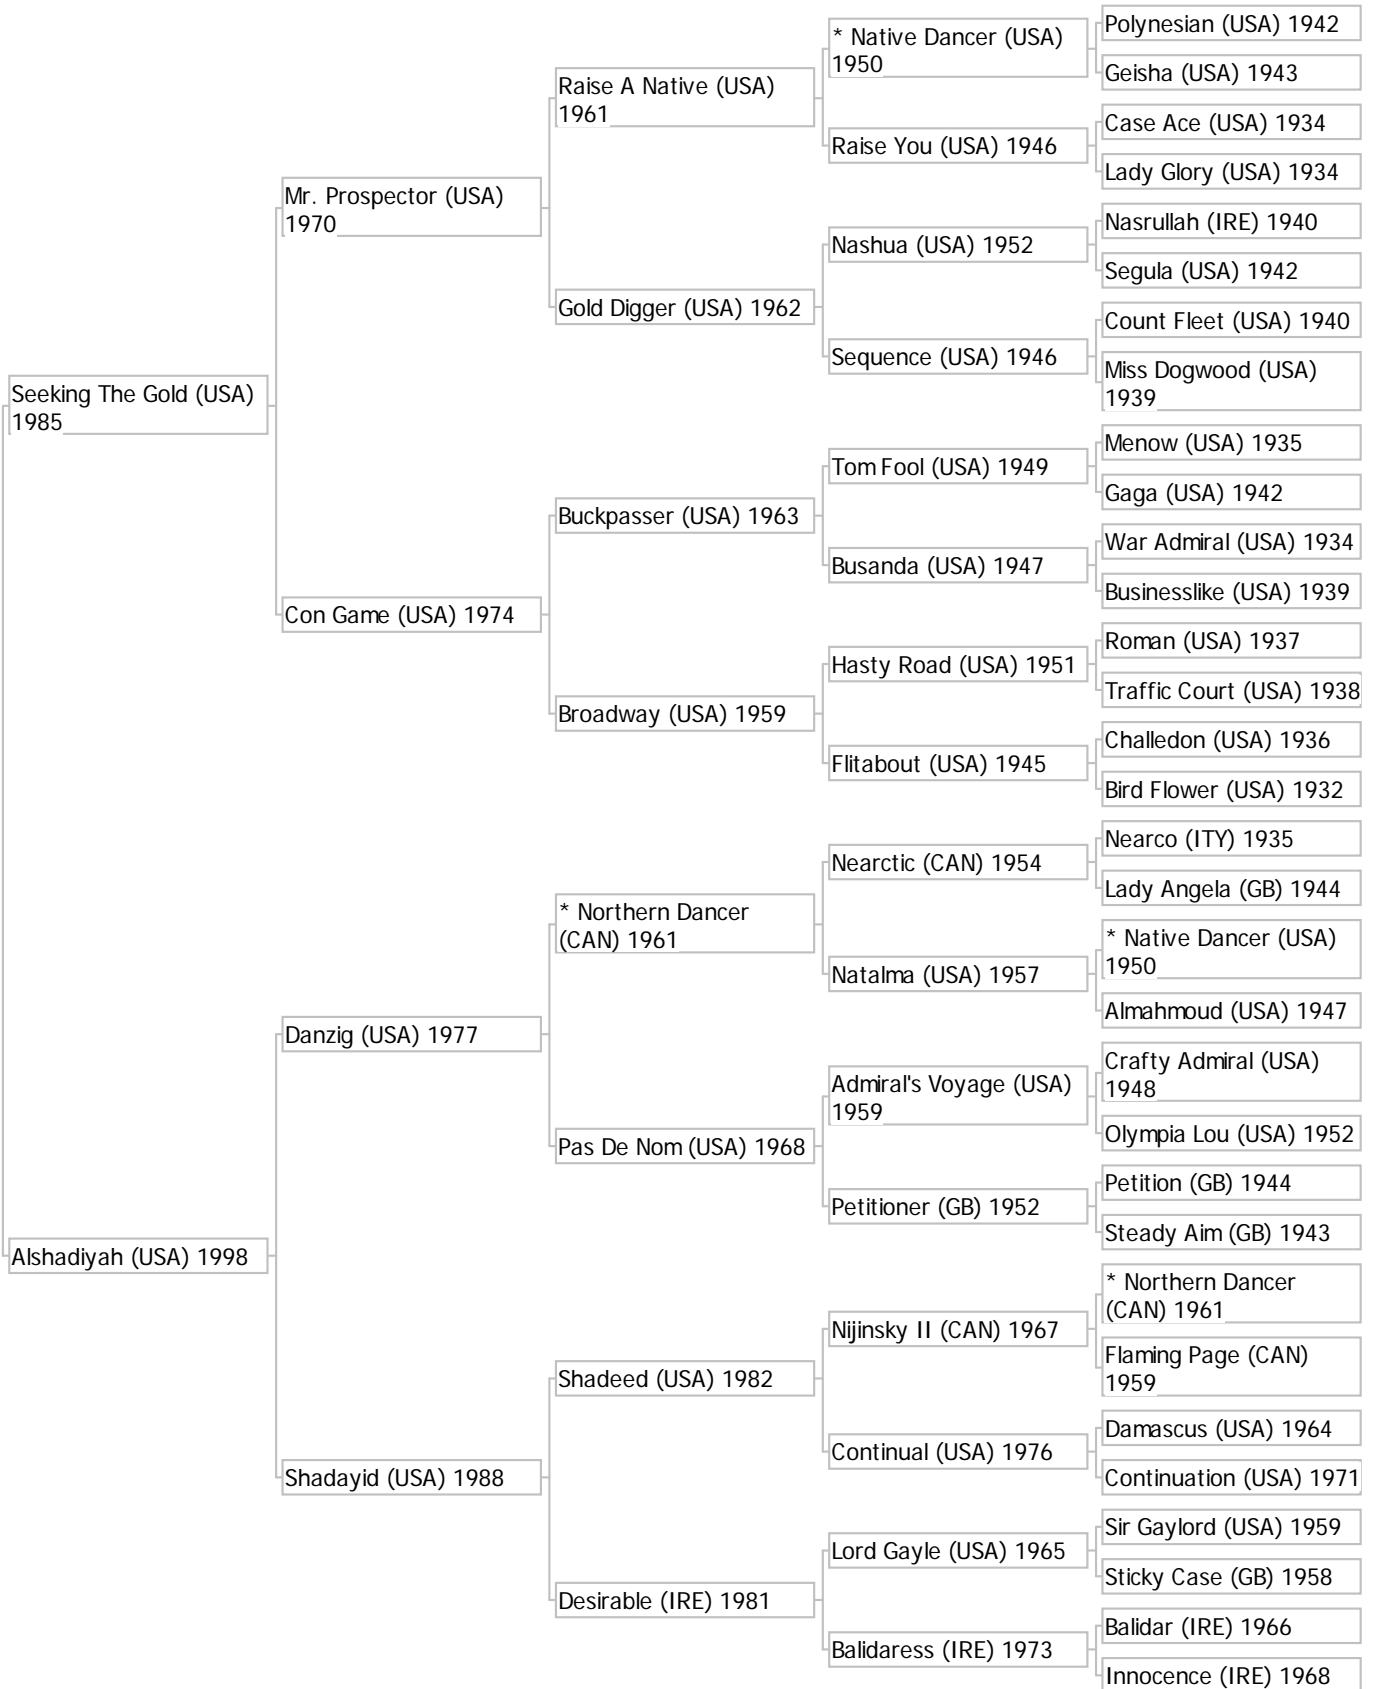 Seeking The Gold (USA)
1985
Alshadiyah (USA) 1998
Mr. Prospector (USA)
1970
Con Game (USA) 1974
Danzig (USA) 1977
Shadayid (USA) 1988
Raise A Native (USA)
1961
Gold Digger (USA) 1962
Buckpasser (USA) 1963
Broadway (USA) 1959
* Northern Dancer
(CAN) 1961
Pas De Nom (USA) 1968
Shadeed (USA) 1982
Desirable (IRE) 1981
* Native Dancer (USA)
1950
Raise You (USA) 1946
Nashua (USA) 1952
Sequence (USA) 1946
Tom Fool (USA) 1949
Busanda (USA) 1947
Hasty Road (USA) 1951
Flitabout (USA) 1945
Nearctic (CAN) 1954
Natalma (USA) 1957
Admiral's Voyage (USA)
1959
Petitioner (GB) 1952
Nijinsky II (CAN) 1967
Continual (USA) 1976
Lord Gayle (USA) 1965
Balidaress (IRE) 1973
Polynesian (USA) 1942
Geisha (USA) 1943
Case Ace (USA) 1934
Lady Glory (USA) 1934
Nasrullah (IRE) 1940
Segula (USA) 1942
Count Fleet (USA) 1940
Miss Dogwood (USA)
1939
Menow (USA) 1935
Gaga (USA) 1942
War Admiral (USA) 1934
Businesslike (USA) 1939
Roman (USA) 1937
Traffic Court (USA) 1938
Challedon (USA) 1936
Bird Flower (USA) 1932
Nearco (ITY) 1935
Lady Angela (GB) 1944
* Native Dancer (USA)
1950
Almahmoud (USA) 1947
Crafty Admiral (USA)
1948
Olympia Lou (USA) 1952
Petition (GB) 1944
Steady Aim (GB) 1943
* Northern Dancer
(CAN) 1961
Flaming Page (CAN)
1959
Damascus (USA) 1964
Continuation (USA) 1971
Sir Gaylord (USA) 1959
Sticky Case (GB) 1958
Balidar (IRE) 1966
Innocence (IRE) 1968